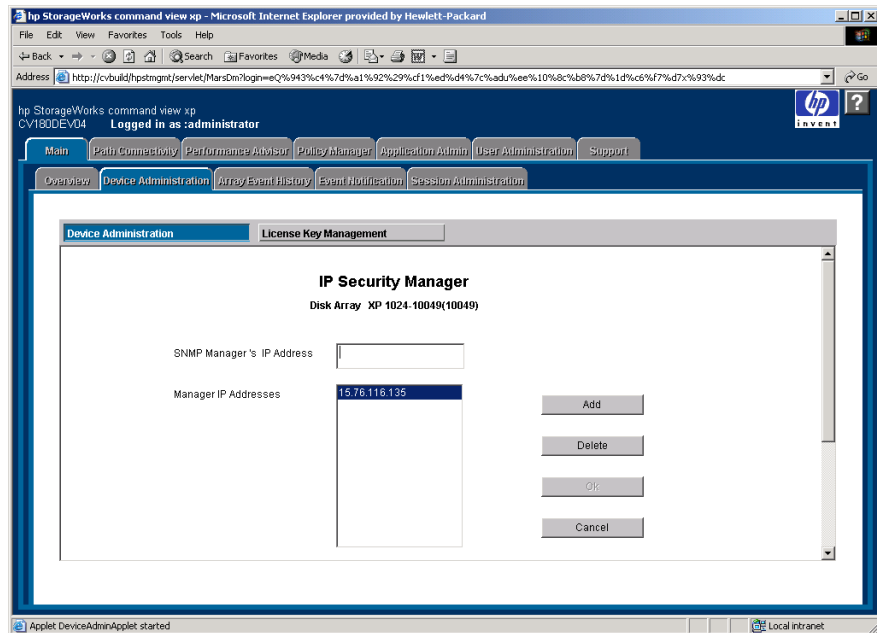 hp StorageWorks command view xp - Microsoft Internet Explorer provided by Hewlett-Packard
File Edit View Favorites Tools Help
Back Search Favorites Media
Address http://cvbuild/hpstmgmt/servlet/MarsDm?login=eQ%943%c4%7d%a1%92%29%cf1%ed%d4%7c%adu%ee%10%8c%b8%7d%1d%c6%f7%d7x%93%dc Go
hp StorageWorks command view xp
CV180DEV04 Logged in as :administrator
hp
invent
?
Main Path Connectivity Performance Advisor Policy Manager Application Admin User Administration Support
Overview Device Administration Array Event History Event Notification Session Administration
Device Administration License Key Management
IP Security Manager
Disk Array XP 1024-10049(10049)
SNMP Manager 's IP Address
Manager IP Addresses 15.76.116.135
Add
Delete
Ok
Cancel
Applet DeviceAdminApplet started Local intranet